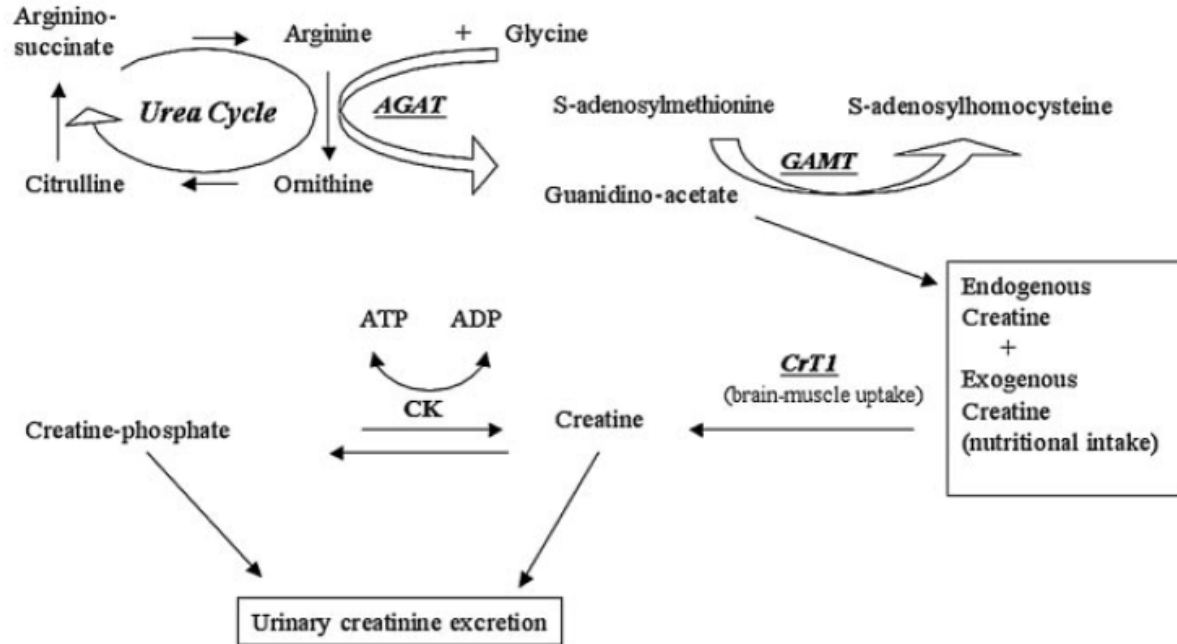 Arginino-
succinate
Arginine
+
Glycine
Urea Cycle
AGAT
Citrulline
Ornithine
S-adenosylmethionine
S-adenosylhomocysteine
GAMT
Guanidino-acetate
Endogenous
Creatine
+
Exogenous
Creatine
(nutritional intake)
ATP
ADP
CK
CrT1
(brain-muscle uptake)
Creatine-phosphate
Creatine
Urinary creatinine excretion